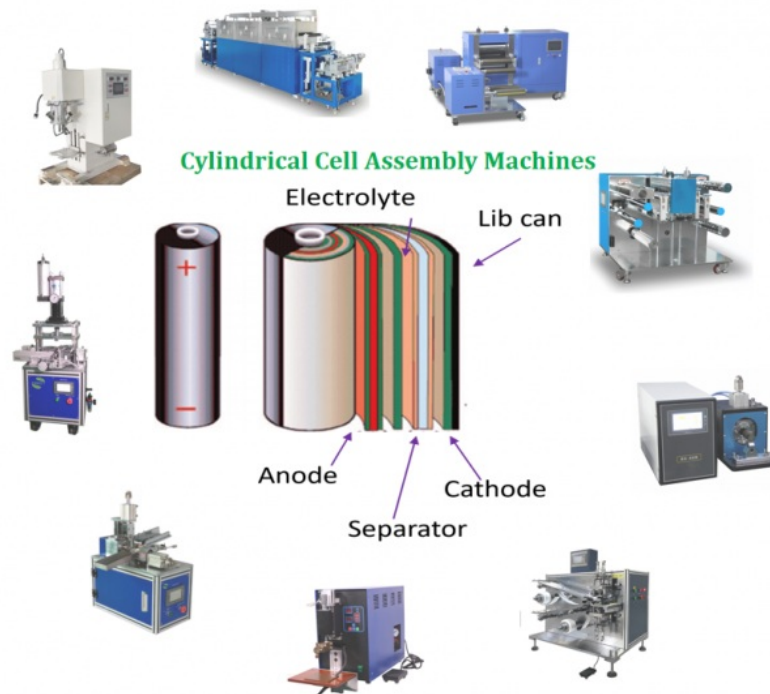 Cylindrical Cell Assembly Machines
Electrolyte
Lib can
+
−
Anode
Cathode
Separator